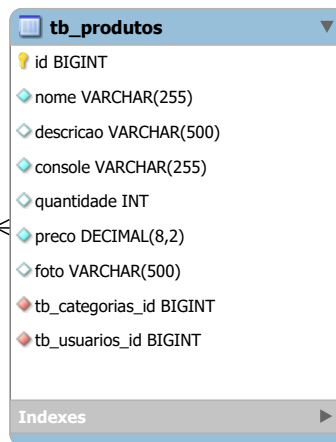 tb_produtos
id BIGINT
nome VARCHAR(255)
descricao VARCHAR(500)
console VARCHAR(255)
quantidade INT
preco DECIMAL(8,2)
foto VARCHAR(500)
tb_categorias_id BIGINT
tb_usuarios_id BIGINT
Indexes